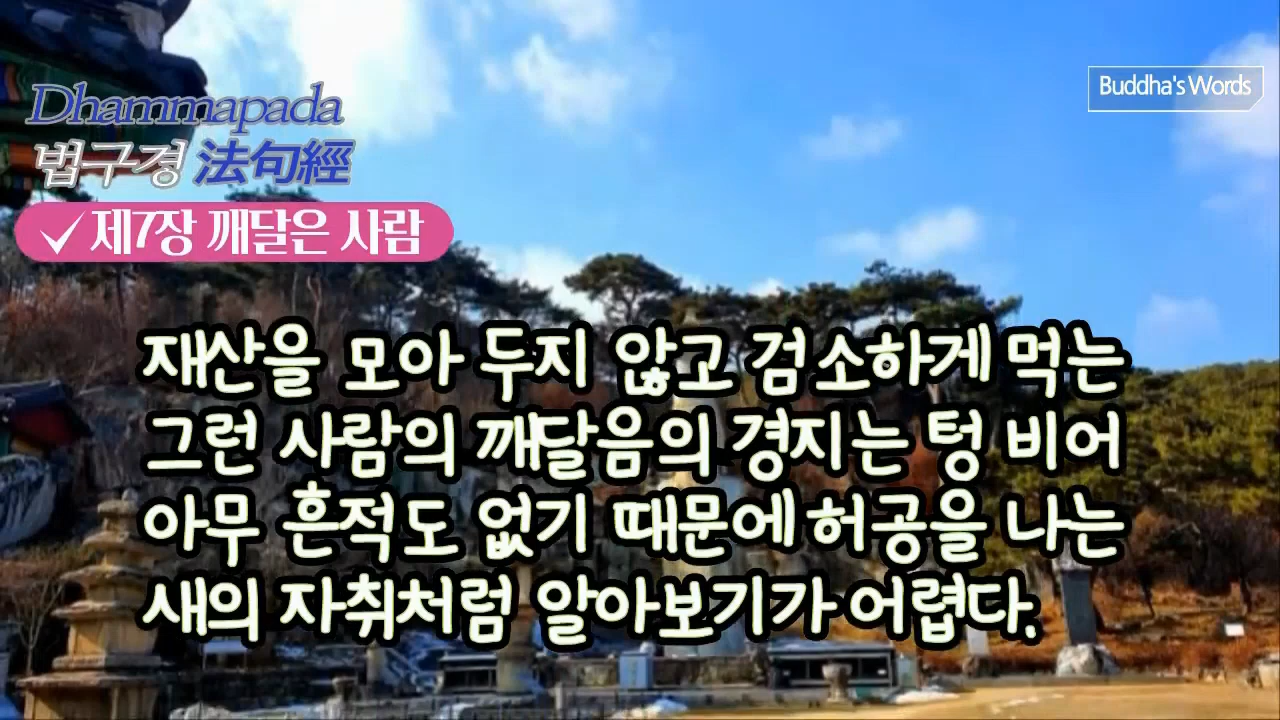 Dhammapada
법구경 法句經
Buddha's Words
제7장 깨달은 사람
재산을 모아 두지 않고 검소하게 먹는
그런 사람의 깨달음의 경지는 텅 비어
아무 흔적도 없기 때문에 허공을 나는
새의 자취처럼 알아보기가 어렵다.